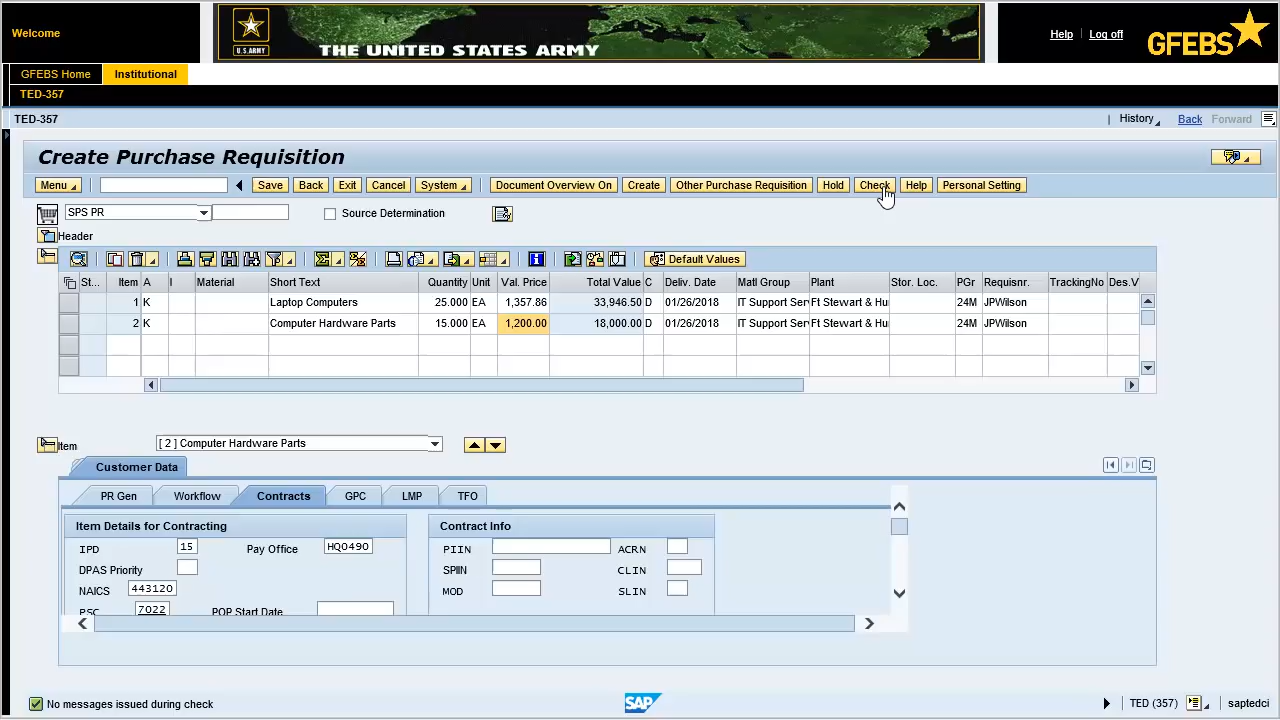 Welcome
U.S.ARMY
THE UNITED STATES ARMY
Help Log off
GFEBS
GFEBS Home Institutional
TED-357
TED-357 History Back Forward
Create Purchase Requisition
Menu Save Back Exit Cancel System Document Overview On Create Other Purchase Requisition Hold Check Help Personal Setting
SPS PR Source Determination
Header
Default Values
St... Item A I Material Short Text Quantity Unit Val. Price Total Value C Deliv. Date Matl Group Plant Stor. Loc. PGr Requisnr. TrackingNo Des.V
1 K Laptop Computers 25.000 EA 1,357.86 33,946.50 D 01/26/2018 IT Support Ser Ft Stewart & Hu 24M JPWilson
2 K Computer Hardware Parts 15.000 EA 1,200.00 18,000.00 D 01/26/2018 IT Support Ser Ft Stewart & Hu 24M JPWilson
Item [ 2 ] Computer Hardware Parts
Customer Data
PR Gen Workflow Contracts GPC LMP TFO
Item Details for Contracting Contract Info
IPD 15 Pay Office HQ0490 PIIN ACRN
DPAS Priority SPIIN CLIN
NAICS 443120 MOD SLIN
PSC 7022 POP Start Date
No messages issued during check SAP TED (357) saptedci